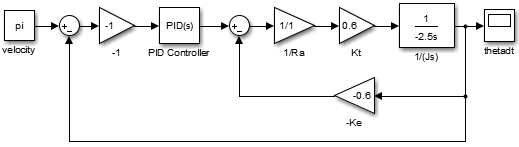 pi
velocity
-1
-1
PID(s)
PID Controller
1/1
1/Ra
0.6
Kt
1
-2.5s
1/(Js)
thetadt
-0.6
-Ke